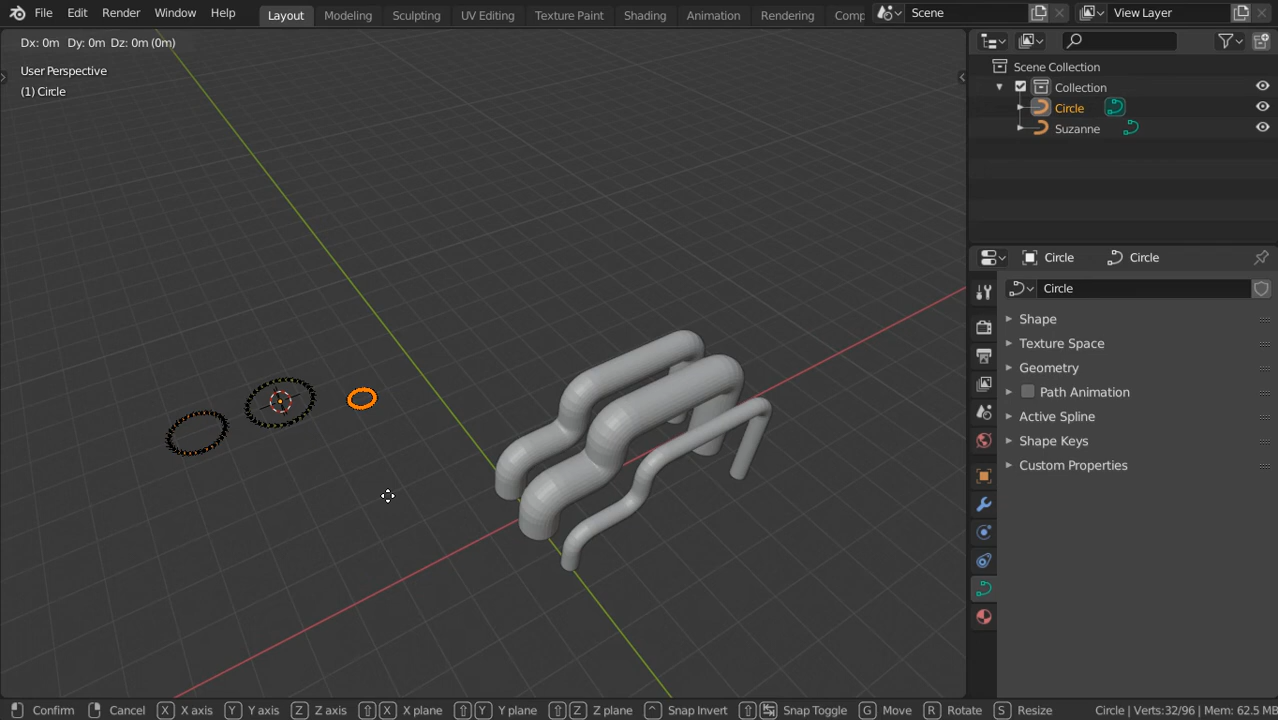 File Edit Render Window Help Layout Modeling Sculpting UV Editing Texture Paint Shading Animation Rendering Comp Scene View Layer
Dx: 0m Dy: 0m Dz: 0m (0m)
User Perspective
(1) Circle
Scene Collection
Collection
Circle
Suzanne
Circle Circle
Circle
Shape
Texture Space
Geometry
Path Animation
Active Spline
Shape Keys
Custom Properties
Confirm Cancel X X axis Y Y axis Z Z axis X X plane Y Y plane Z Z plane Snap Invert Snap Toggle G Move R Rotate S Resize Circle | Verts:32/96 | Mem: 62.5 MB